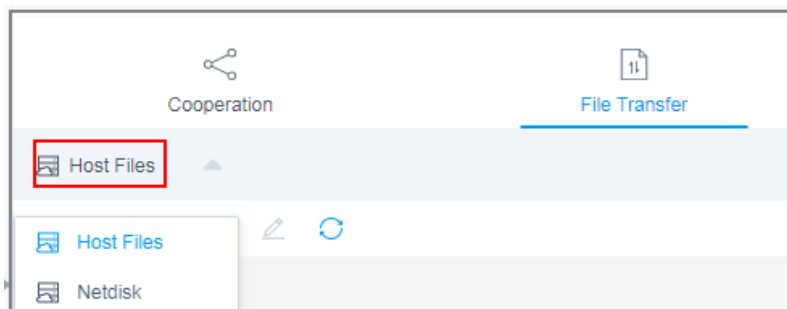 Cooperation
File Transfer
Host Files
Host Files
Netdisk